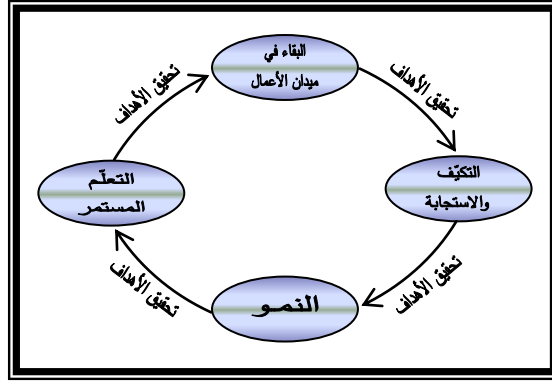 البقاء في
ميدان الأعمال
تحقيق الأهداف
التكيّف
والاستجابة
تحقيق الأهداف
النمـو
تحقيق الأهداف
التعلّم
المستمر
تحقيق الأهداف